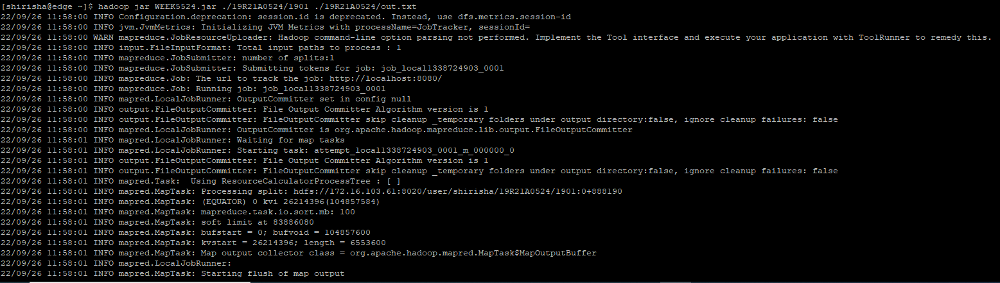 [shirisha@edge ~]$ hadoop jar WEEK5524.jar ./19R21A0524/1901 ./19R21A0524/out.txt
22/09/26 11:58:00 INFO Configuration.deprecation: session.id is deprecated. Instead, use dfs.metrics.session-id
22/09/26 11:58:00 INFO jvm.JvmMetrics: Initializing JVM Metrics with processName=JobTracker, sessionId=
22/09/26 11:58:00 WARN mapreduce.JobResourceUploader: Hadoop command-line option parsing not performed. Implement the Tool interface and execute your application with ToolRunner to remedy this.
22/09/26 11:58:00 INFO input.FileInputFormat: Total input paths to process : 1
22/09/26 11:58:00 INFO mapreduce.JobSubmitter: number of splits:1
22/09/26 11:58:00 INFO mapreduce.JobSubmitter: Submitting tokens for job: job_local1338724903_0001
22/09/26 11:58:00 INFO mapreduce.Job: The url to track the job: http://localhost:8080/
22/09/26 11:58:00 INFO mapreduce.Job: Running job: job_local1338724903_0001
22/09/26 11:58:00 INFO mapred.LocalJobRunner: OutputCommitter set in config null
22/09/26 11:58:00 INFO output.FileOutputCommitter: File Output Committer Algorithm version is 1
22/09/26 11:58:00 INFO output.FileOutputCommitter: FileOutputCommitter skip cleanup _temporary folders under output directory:false, ignore cleanup failures: false
22/09/26 11:58:00 INFO mapred.LocalJobRunner: OutputCommitter is org.apache.hadoop.mapreduce.lib.output.FileOutputCommitter
22/09/26 11:58:01 INFO mapred.LocalJobRunner: Waiting for map tasks
22/09/26 11:58:01 INFO mapred.LocalJobRunner: Starting task: attempt_local1338724903_0001_m_000000_0
22/09/26 11:58:01 INFO output.FileOutputCommitter: File Output Committer Algorithm version is 1
22/09/26 11:58:01 INFO output.FileOutputCommitter: FileOutputCommitter skip cleanup _temporary folders under output directory:false, ignore cleanup failures: false
22/09/26 11:58:01 INFO mapred.Task:  Using ResourceCalculatorProcessTree : [ ]
22/09/26 11:58:01 INFO mapred.MapTask: Processing split: hdfs://172.16.103.61:8020/user/shirisha/19R21A0524/1901:0+888190
22/09/26 11:58:01 INFO mapred.MapTask: (EQUATOR) 0 kvi 26214396(104857584)
22/09/26 11:58:01 INFO mapred.MapTask: mapreduce.task.io.sort.mb: 100
22/09/26 11:58:01 INFO mapred.MapTask: soft limit at 83886080
22/09/26 11:58:01 INFO mapred.MapTask: bufstart = 0; bufvoid = 104857600
22/09/26 11:58:01 INFO mapred.MapTask: kvstart = 26214396; length = 6553600
22/09/26 11:58:01 INFO mapred.MapTask: Map output collector class = org.apache.hadoop.mapred.MapTask$MapOutputBuffer
22/09/26 11:58:01 INFO mapred.LocalJobRunner:
22/09/26 11:58:01 INFO mapred.MapTask: Starting flush of map output